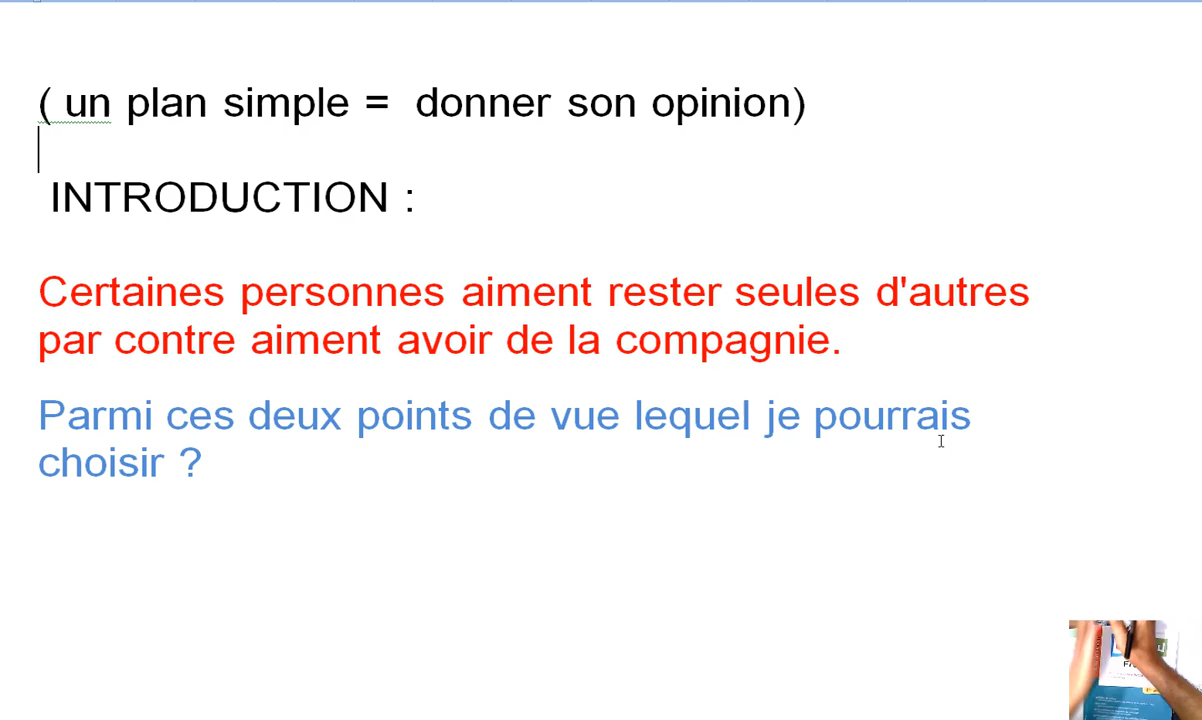 ( un plan simple =  donner son opinion)
INTRODUCTION :
Certaines personnes aiment rester seules d'autres
par contre aiment avoir de la compagnie.
Parmi ces deux points de vue lequel je pourrais
choisir ?